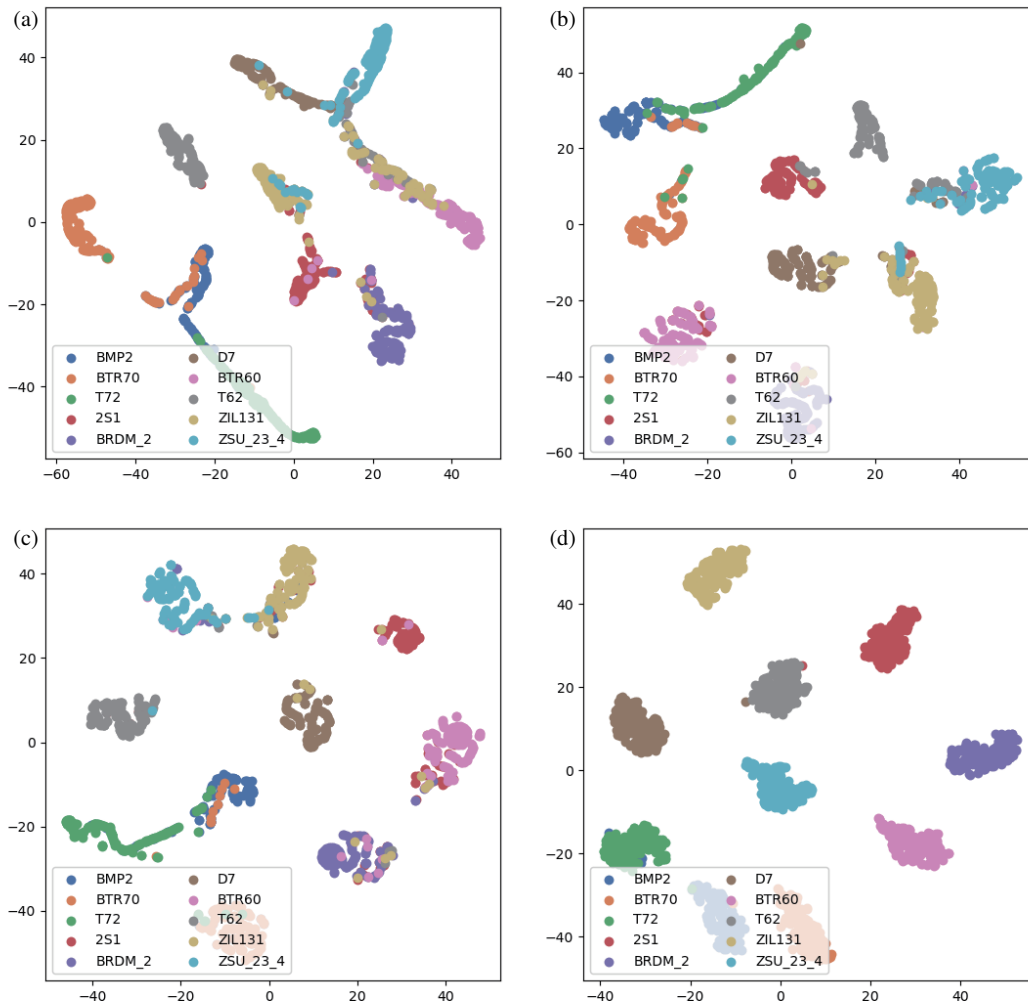 (a)
40
20
0
−20
−40
−60
−40
−20
0
20
40
BMP2
BTR70
T72
2S1
BRDM_2
D7
BTR60
T62
ZIL131
ZSU_23_4
(b)
40
20
0
−20
−40
−60
−40
−20
0
20
40
BMP2
BTR70
T72
2S1
BRDM_2
D7
BTR60
T62
ZIL131
ZSU_23_4
(c)
40
20
0
−20
−40
−40
−20
0
20
40
BMP2
BTR70
T72
2S1
BRDM_2
D7
BTR60
T62
ZIL131
ZSU_23_4
(d)
40
20
0
−20
−40
−40
−20
0
20
40
BMP2
BTR70
T72
2S1
BRDM_2
D7
BTR60
T62
ZIL131
ZSU_23_4